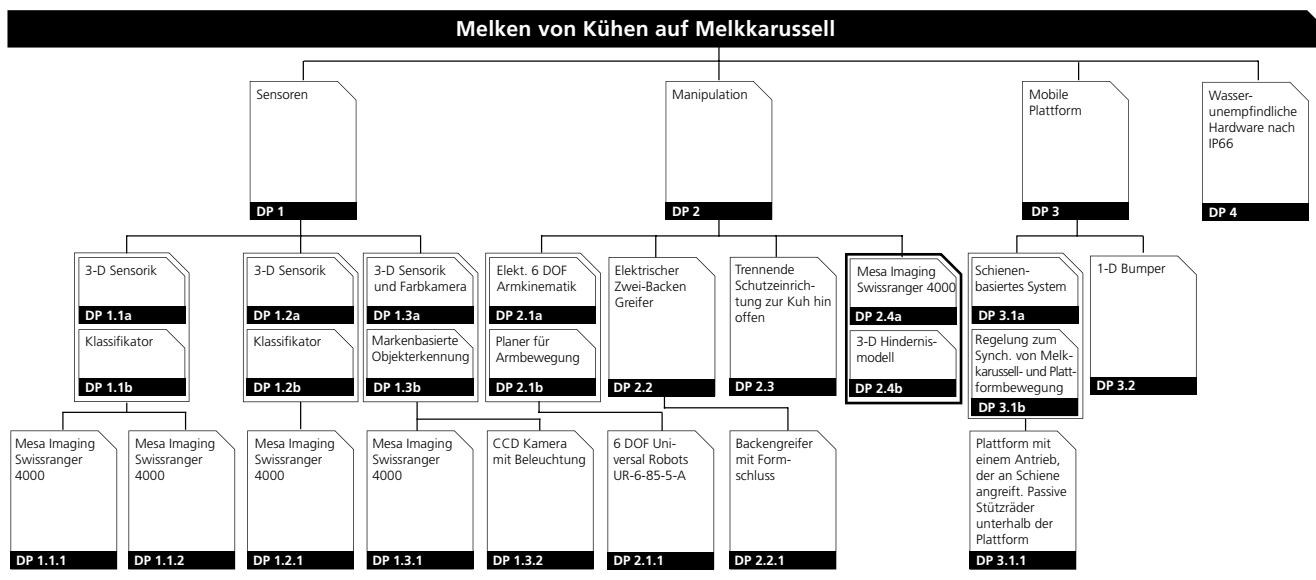 Melken von Kühen auf Melkkarussell
Sensoren
DP 1
Manipulation
DP 2
Mobile
Plattform
DP 3
Wasser-
unempfindliche
Hardware nach
IP66
DP 4
3-D Sensorik
DP 1.1a
Klassifikator
DP 1.1b
3-D Sensorik
DP 1.2a
Klassifikator
DP 1.2b
3-D Sensorik
und Farbkamera
DP 1.3a
Markenbasierte
Objekterkennung
DP 1.3b
Elekt. 6 DOF
Armkinematik
DP 2.1a
Planer für
Armbewegung
DP 2.1b
Elektrischer
Zwei-Backen
Greifer
DP 2.2
Trennende
Schutzeinrich-
tung zur Kuh hin
offen
DP 2.3
Mesa Imaging
Swissranger 4000
DP 2.4a
3-D Hindernis-
modell
DP 2.4b
Schienen-
basiertes System
DP 3.1a
Regelung zum
Synch. von Melk-
karussell- und Platt-
formbewegung
DP 3.1b
1-D Bumper
DP 3.2
Mesa Imaging
Swissranger
4000
DP 1.1.1
Mesa Imaging
Swissranger
4000
DP 1.1.2
Mesa Imaging
Swissranger
4000
DP 1.2.1
Mesa Imaging
Swissranger
4000
DP 1.3.1
CCD Kamera
mit Beleuchtung
DP 1.3.2
6 DOF Uni-
versal Robots
UR-6-85-5-A
DP 2.1.1
Backengreifer
mit Form-
schluss
DP 2.2.1
Plattform mit
einem Antrieb,
der an Schiene
angreift. Passive
Stützräder
unterhalb der
Plattform
DP 3.1.1